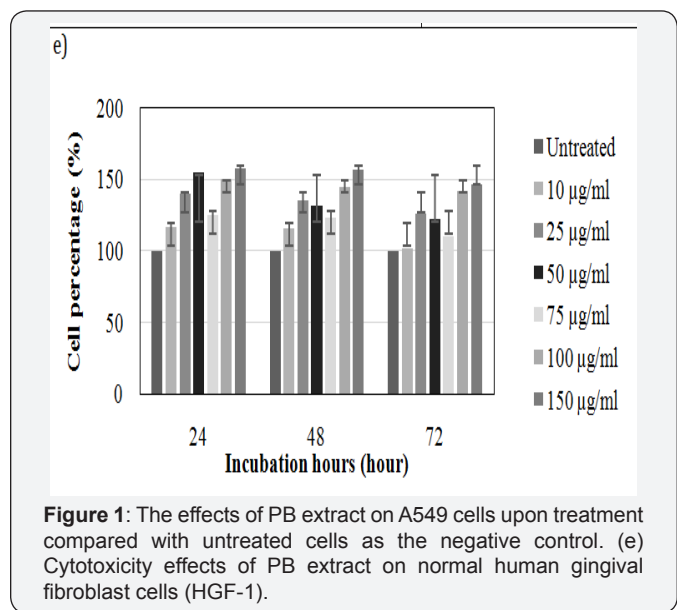 e)
200
150
100
50
0
Cell percentage (%)
24 48 72
Incubation hours (hour)
Untreated
10 µg/ml
25 µg/ml
50 µg/ml
75 µg/ml
100 µg/ml
150 µg/ml
Figure 1: The effects of PB extract on A549 cells upon treatment
compared with untreated cells as the negative control. (e)
Cytotoxicity effects of PB extract on normal human gingival
fibroblast cells (HGF-1).